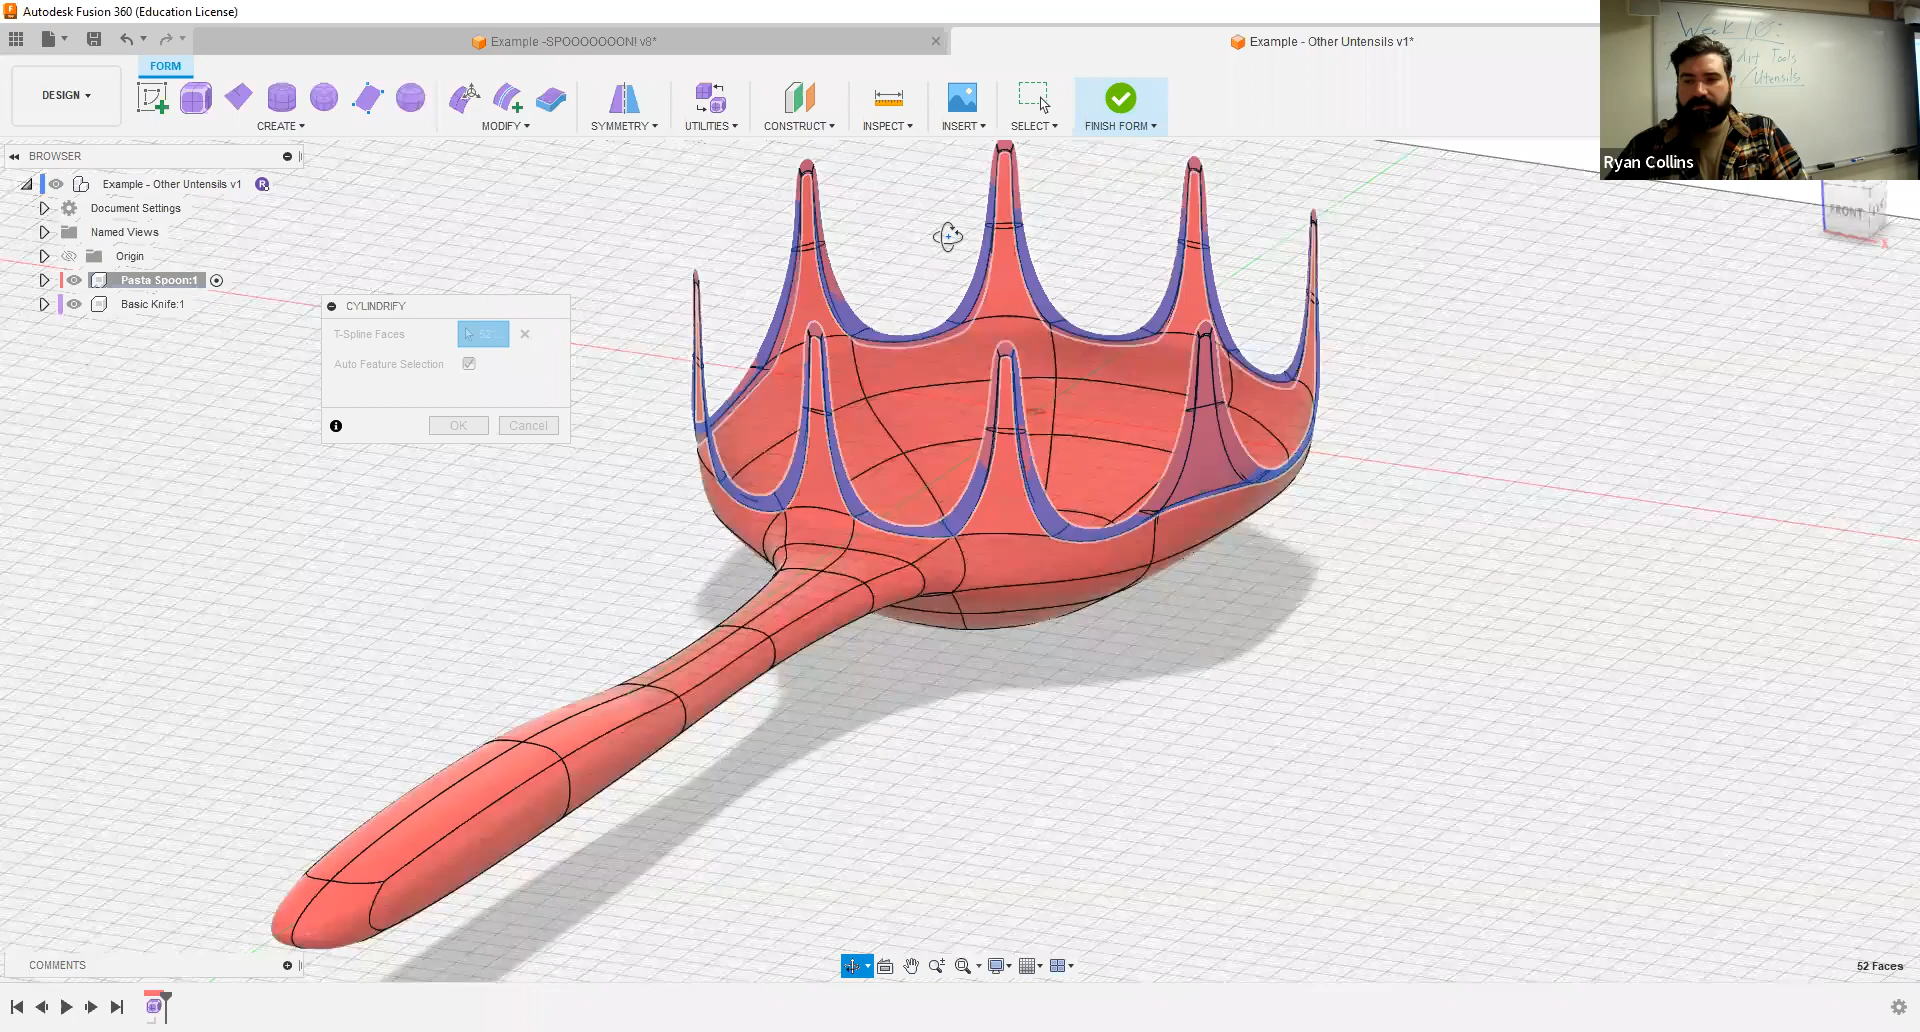 Autodesk Fusion 360 (Education License)
Example -SPOOOOOOON! v8*
Example - Other Untensils v1*
FORM
DESIGN
CREATE
MODIFY
SYMMETRY
UTILITIES
CONSTRUCT
INSPECT
INSERT
SELECT
FINISH FORM
Week 10:
Art Tools
/Utensils
Ryan Collins
FRONT
BROWSER
Example - Other Untensils v1
Document Settings
Named Views
Origin
Pasta Spoon:1
Basic Knife:1
CYLINDRIFY
T-Spline Faces
52
Auto Feature Selection
OK
Cancel
COMMENTS
52 Faces